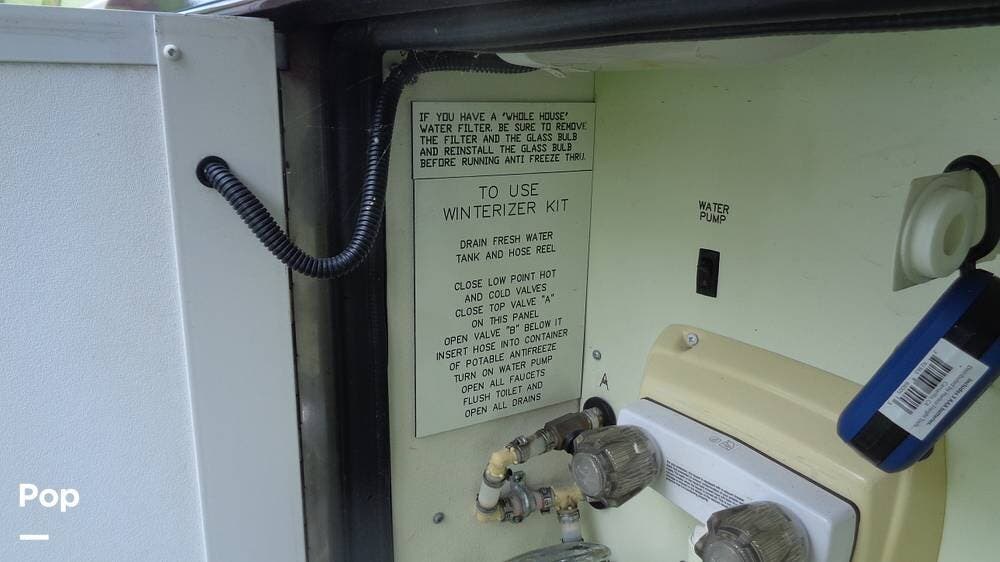 IF YOU HAVE A 'WHOLE HOUSE'
WATER FILTER, BE SURE TO REMOVE
THE FILTER AND THE GLASS BULB
AND REINSTALL THE GLASS BULB
BEFORE RUNNING ANTI FREEZE THRU.
TO USE
WINTERIZER KIT
DRAIN FRESH WATER
TANK AND HOSE REEL
CLOSE LOW POINT HOT
AND COLD VALVES
CLOSE TOP VALVE "A"
ON THIS PANEL
OPEN VALVE "B" BELOW IT
INSERT HOSE INTO CONTAINER
OF POTABLE ANTIFREEZE
TURN ON WATER PUMP
OPEN ALL FAUCETS
FLUSH TOILET AND
OPEN ALL DRAINS
WATER
PUMP
A
Pop